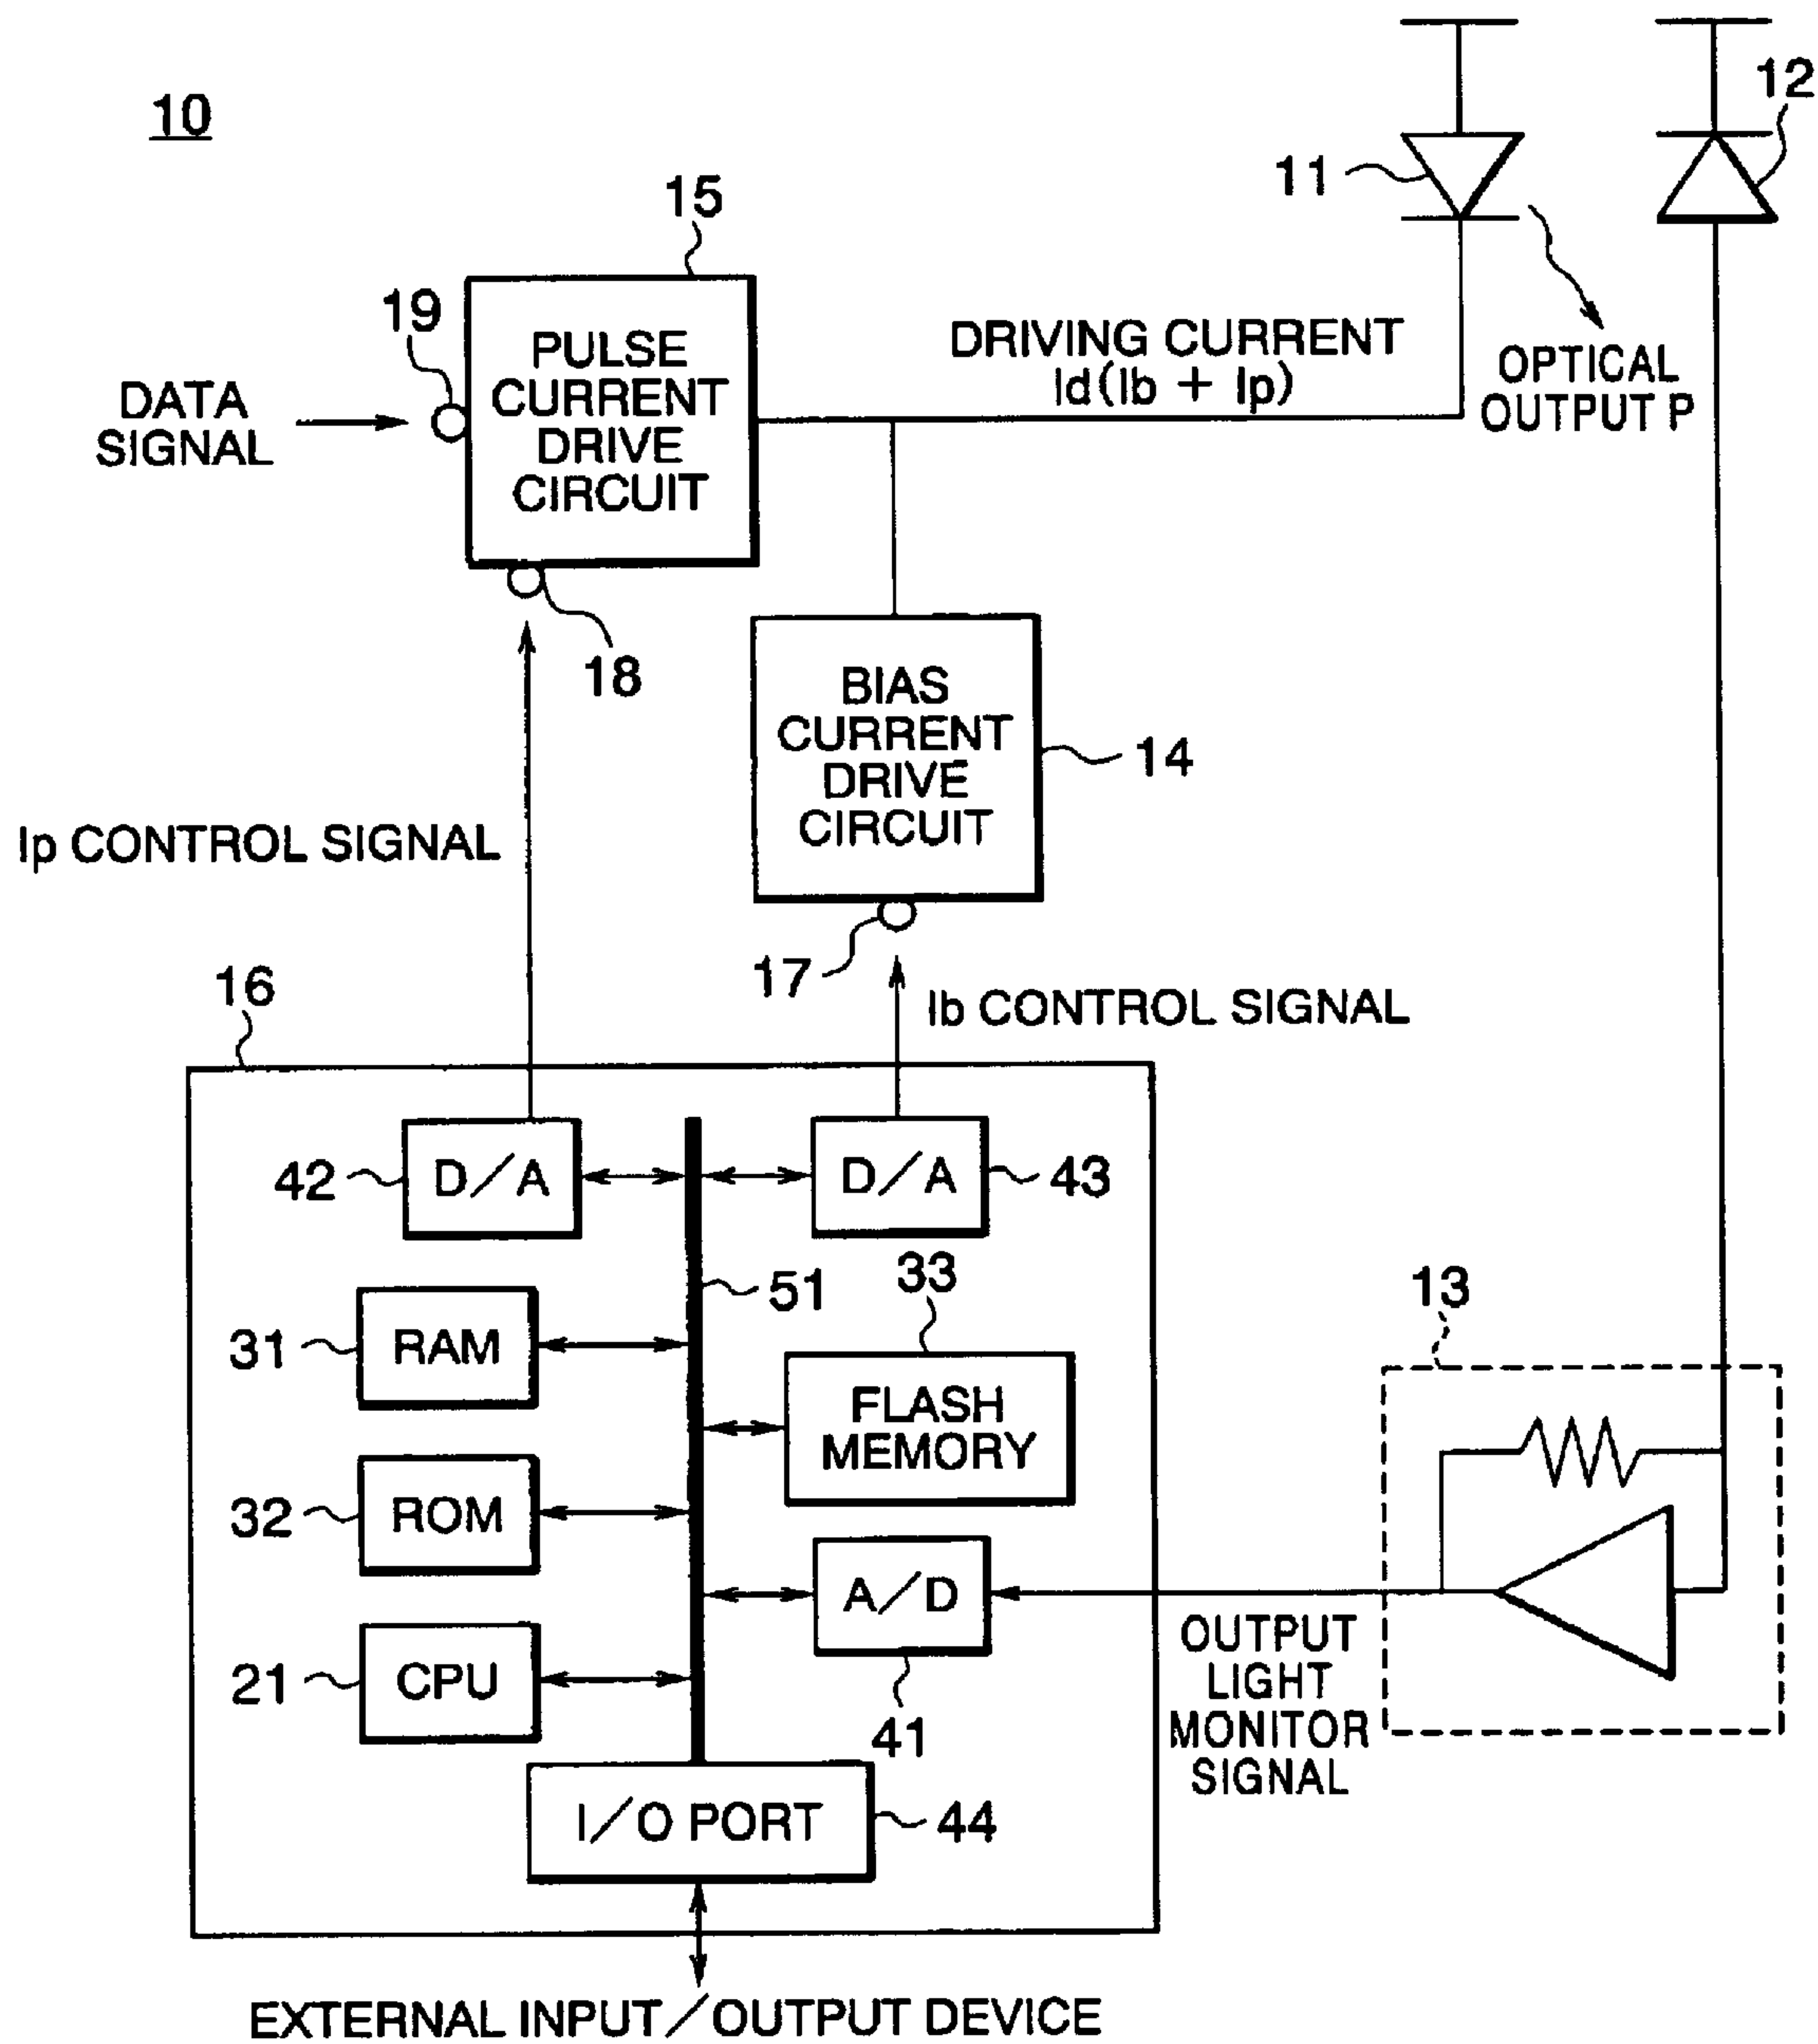 10
12
11
15
19
PULSE
CURRENT
DRIVE
CIRCUIT
DATA
SIGNAL
DRIVING CURRENT
Id(Ib + Ip)
OPTICAL
OUTPUT P
18
BIAS
CURRENT
DRIVE
CIRCUIT
14
Ip CONTROL SIGNAL
17
Ib CONTROL SIGNAL
16
42
D/A
D/A
43
51
33
13
31
RAM
FLASH
MEMORY
32
ROM
A/D
21
CPU
41
OUTPUT
LIGHT
MONITOR
SIGNAL
I/O PORT
44
EXTERNAL INPUT/OUTPUT DEVICE